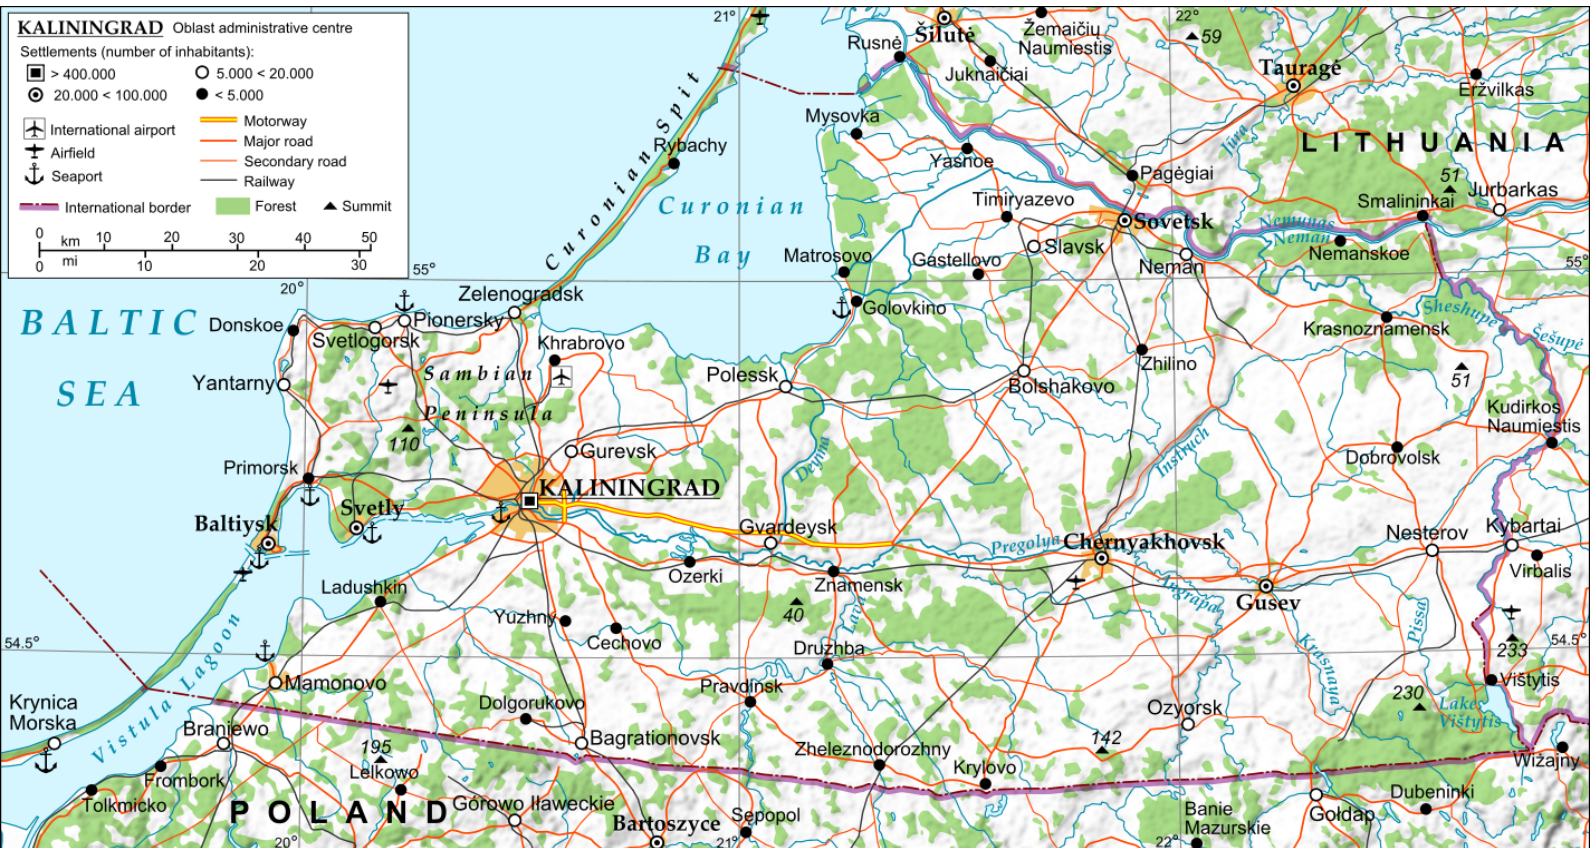 KALININGRAD Oblast administrative centre
Settlements (number of inhabitants):
> 400.000
5.000 < 20.000
20.000 < 100.000
< 5.000
International airport
Airfield
Seaport
Motorway
Major road
Secondary road
Railway
International border
Forest
Summit
0 10 20 30 40 50
km
mi
0 10 20 30
21°
22°
Šilutė
Žemaičių
Naumiestis
59
Rusnė
Juknaičiai
Tauragė
Eržvilkas
Curonian Spit
Mysovka
Yasnoe
Jūra
LITHUANIA
Rybachy
Pagėgiai
51
Jurbarkas
Curonian
Bay
Timiryazevo
Sovetsk
Smalininkai
Nemunas
Neman
Slavsk
Matrosovo
Gastellovo
Neman
Nemanskoe
55°
55°
20°
Zelenogradsk
Golovkino
Sheshupe
Šešupė
BALTIC
SEA
Donskoe
Pionersky
Svetlogorsk
Khrabrovo
Krasnoznamensk
Zhilino
Yantarny
Sambian
Peninsula
Polessk
Bolshakovo
51
110
Kudirkos
Naumiestis
Gurevsk
Deyma
Instruch
Dobrovolsk
Primorsk
KALININGRAD
Svetly
Baltiysk
Gvardeysk
Pregolya
Chernyakhovsk
Nesterov
Kybartai
Virbalis
Ozerki
Znamensk
Angrapa
Gusev
Ladushkin
Yuzhny
Cechovo
40
Lava
Pissa
Krasnaya
54.5°
54.5°
233
Druzhba
Vistula Lagoon
Mamonovo
Pravdinsk
Vištytis
230
Lake
Vištytis
Krynica
Morska
Dolgorukovo
Ozyorsk
Braniewo
Bagrationovsk
195
Zheleznodorozhny
142
Krylovo
Wiżajny
Frombork
Lelkowo
Tolkmicko
POLAND
Górowo Iławeckie
Bartoszyce
Sepopol
Banie
Mazurskie
Gołdap
Dubeninki
20°
21°
22°